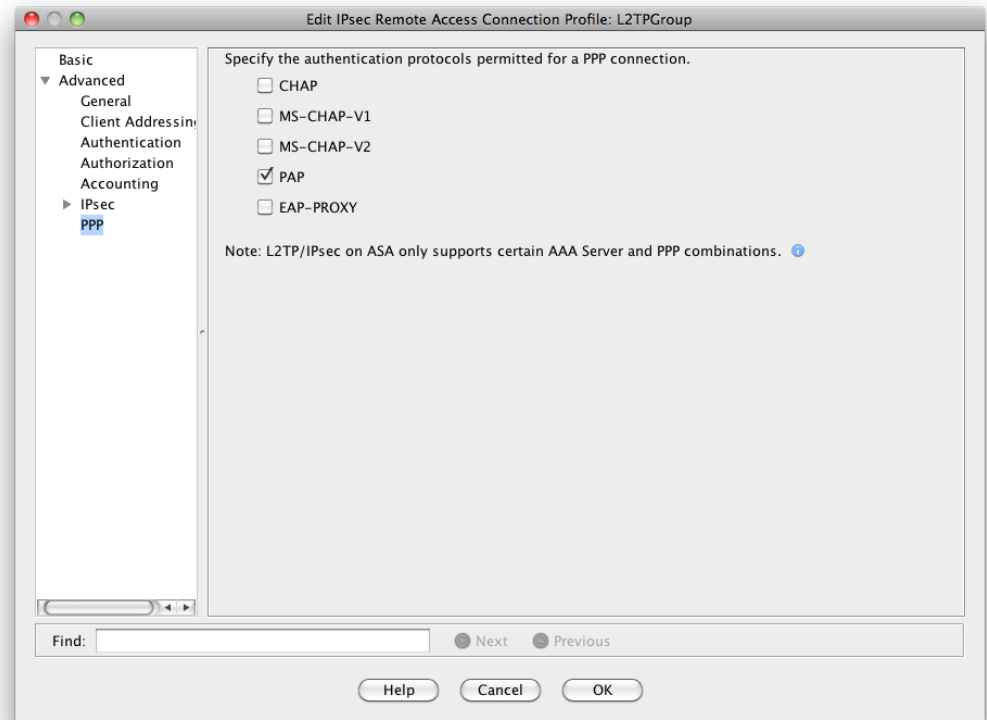 Edit IPsec Remote Access Connection Profile: L2TPGroup
Basic
Advanced
General
Client Addressin
Authentication
Authorization
Accounting
IPsec
PPP
Specify the authentication protocols permitted for a PPP connection.
CHAP
MS-CHAP-V1
MS-CHAP-V2
PAP
EAP-PROXY
Note: L2TP/IPsec on ASA only supports certain AAA Server and PPP combinations.
Find:
Next
Previous
Help
Cancel
OK